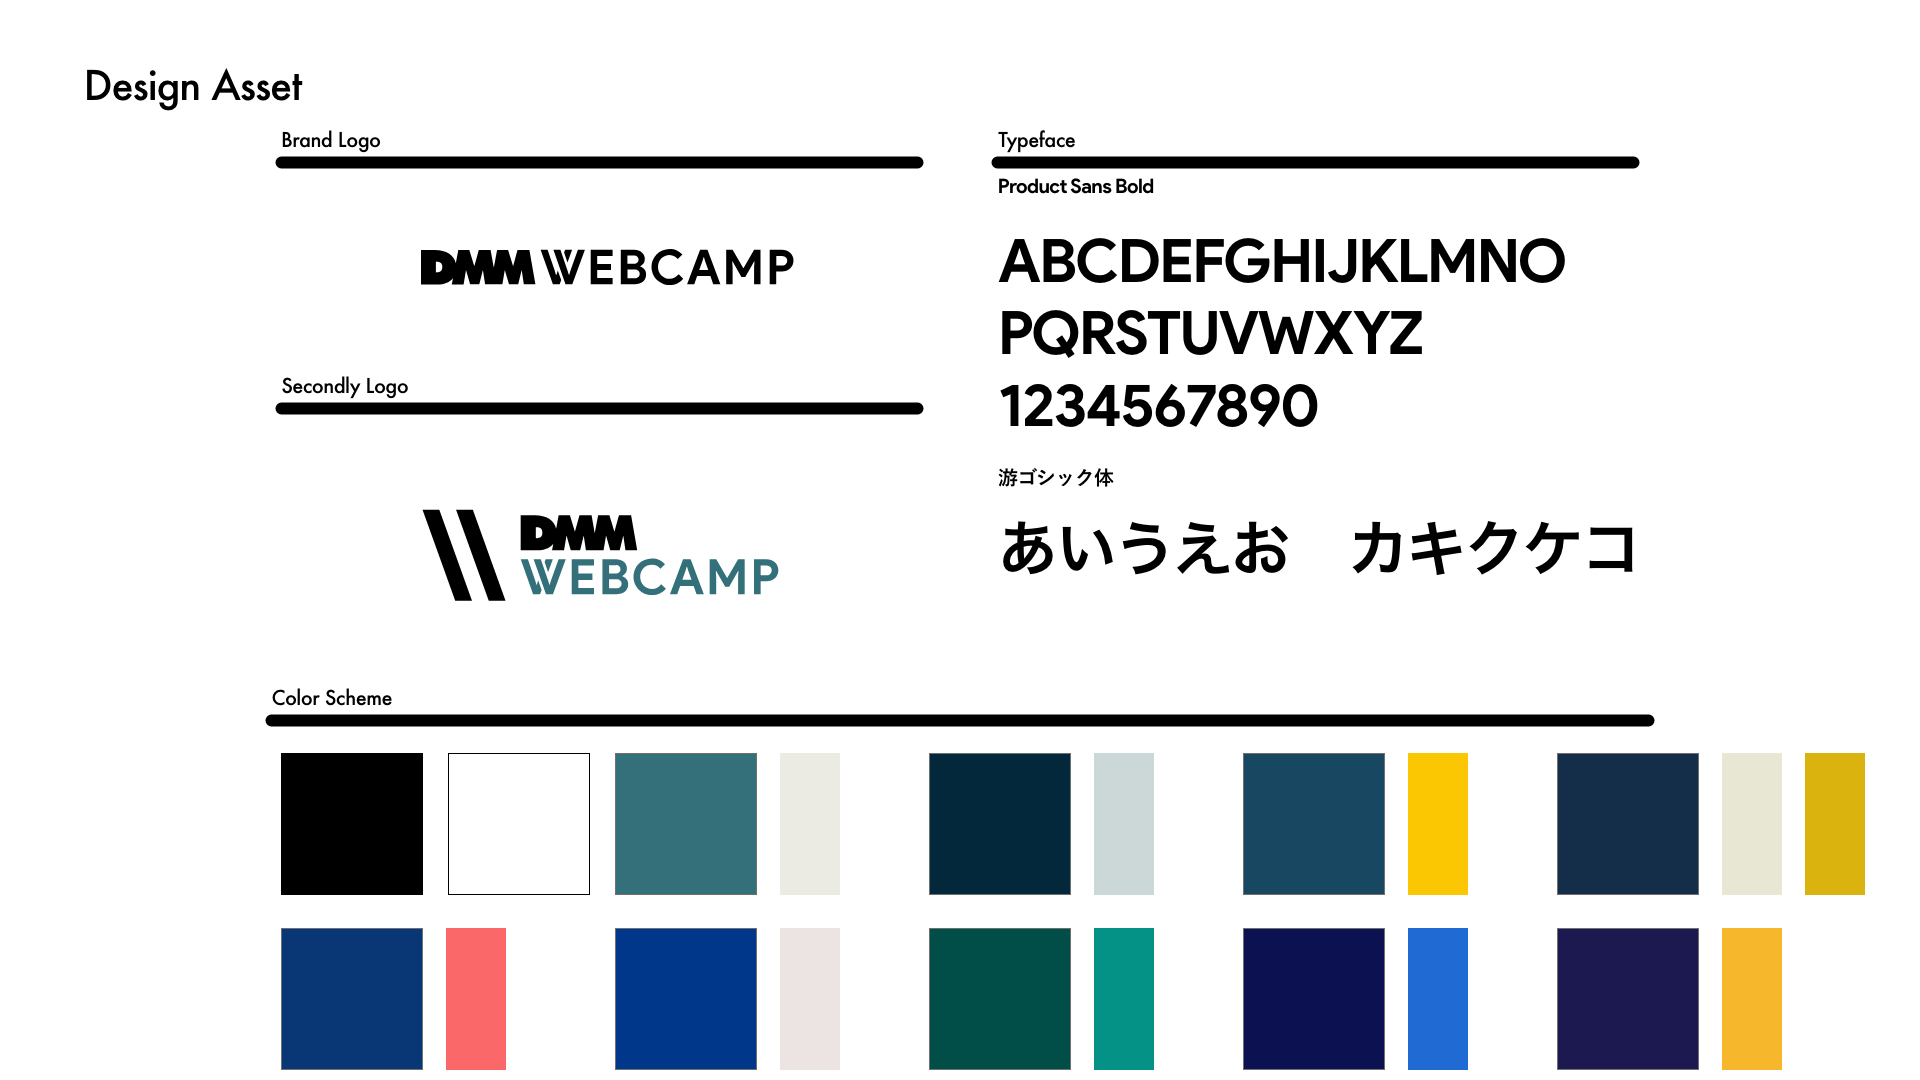 Design Asset
Brand Logo
DMM WEBCAMP
Secondly Logo
DMM
WEBCAMP
Typeface
Product Sans Bold
ABCDEFGHIJKLMNO
PQRSTUVWXYZ
1234567890
游ゴシック体
あいうえお　カキクケコ
Color Scheme